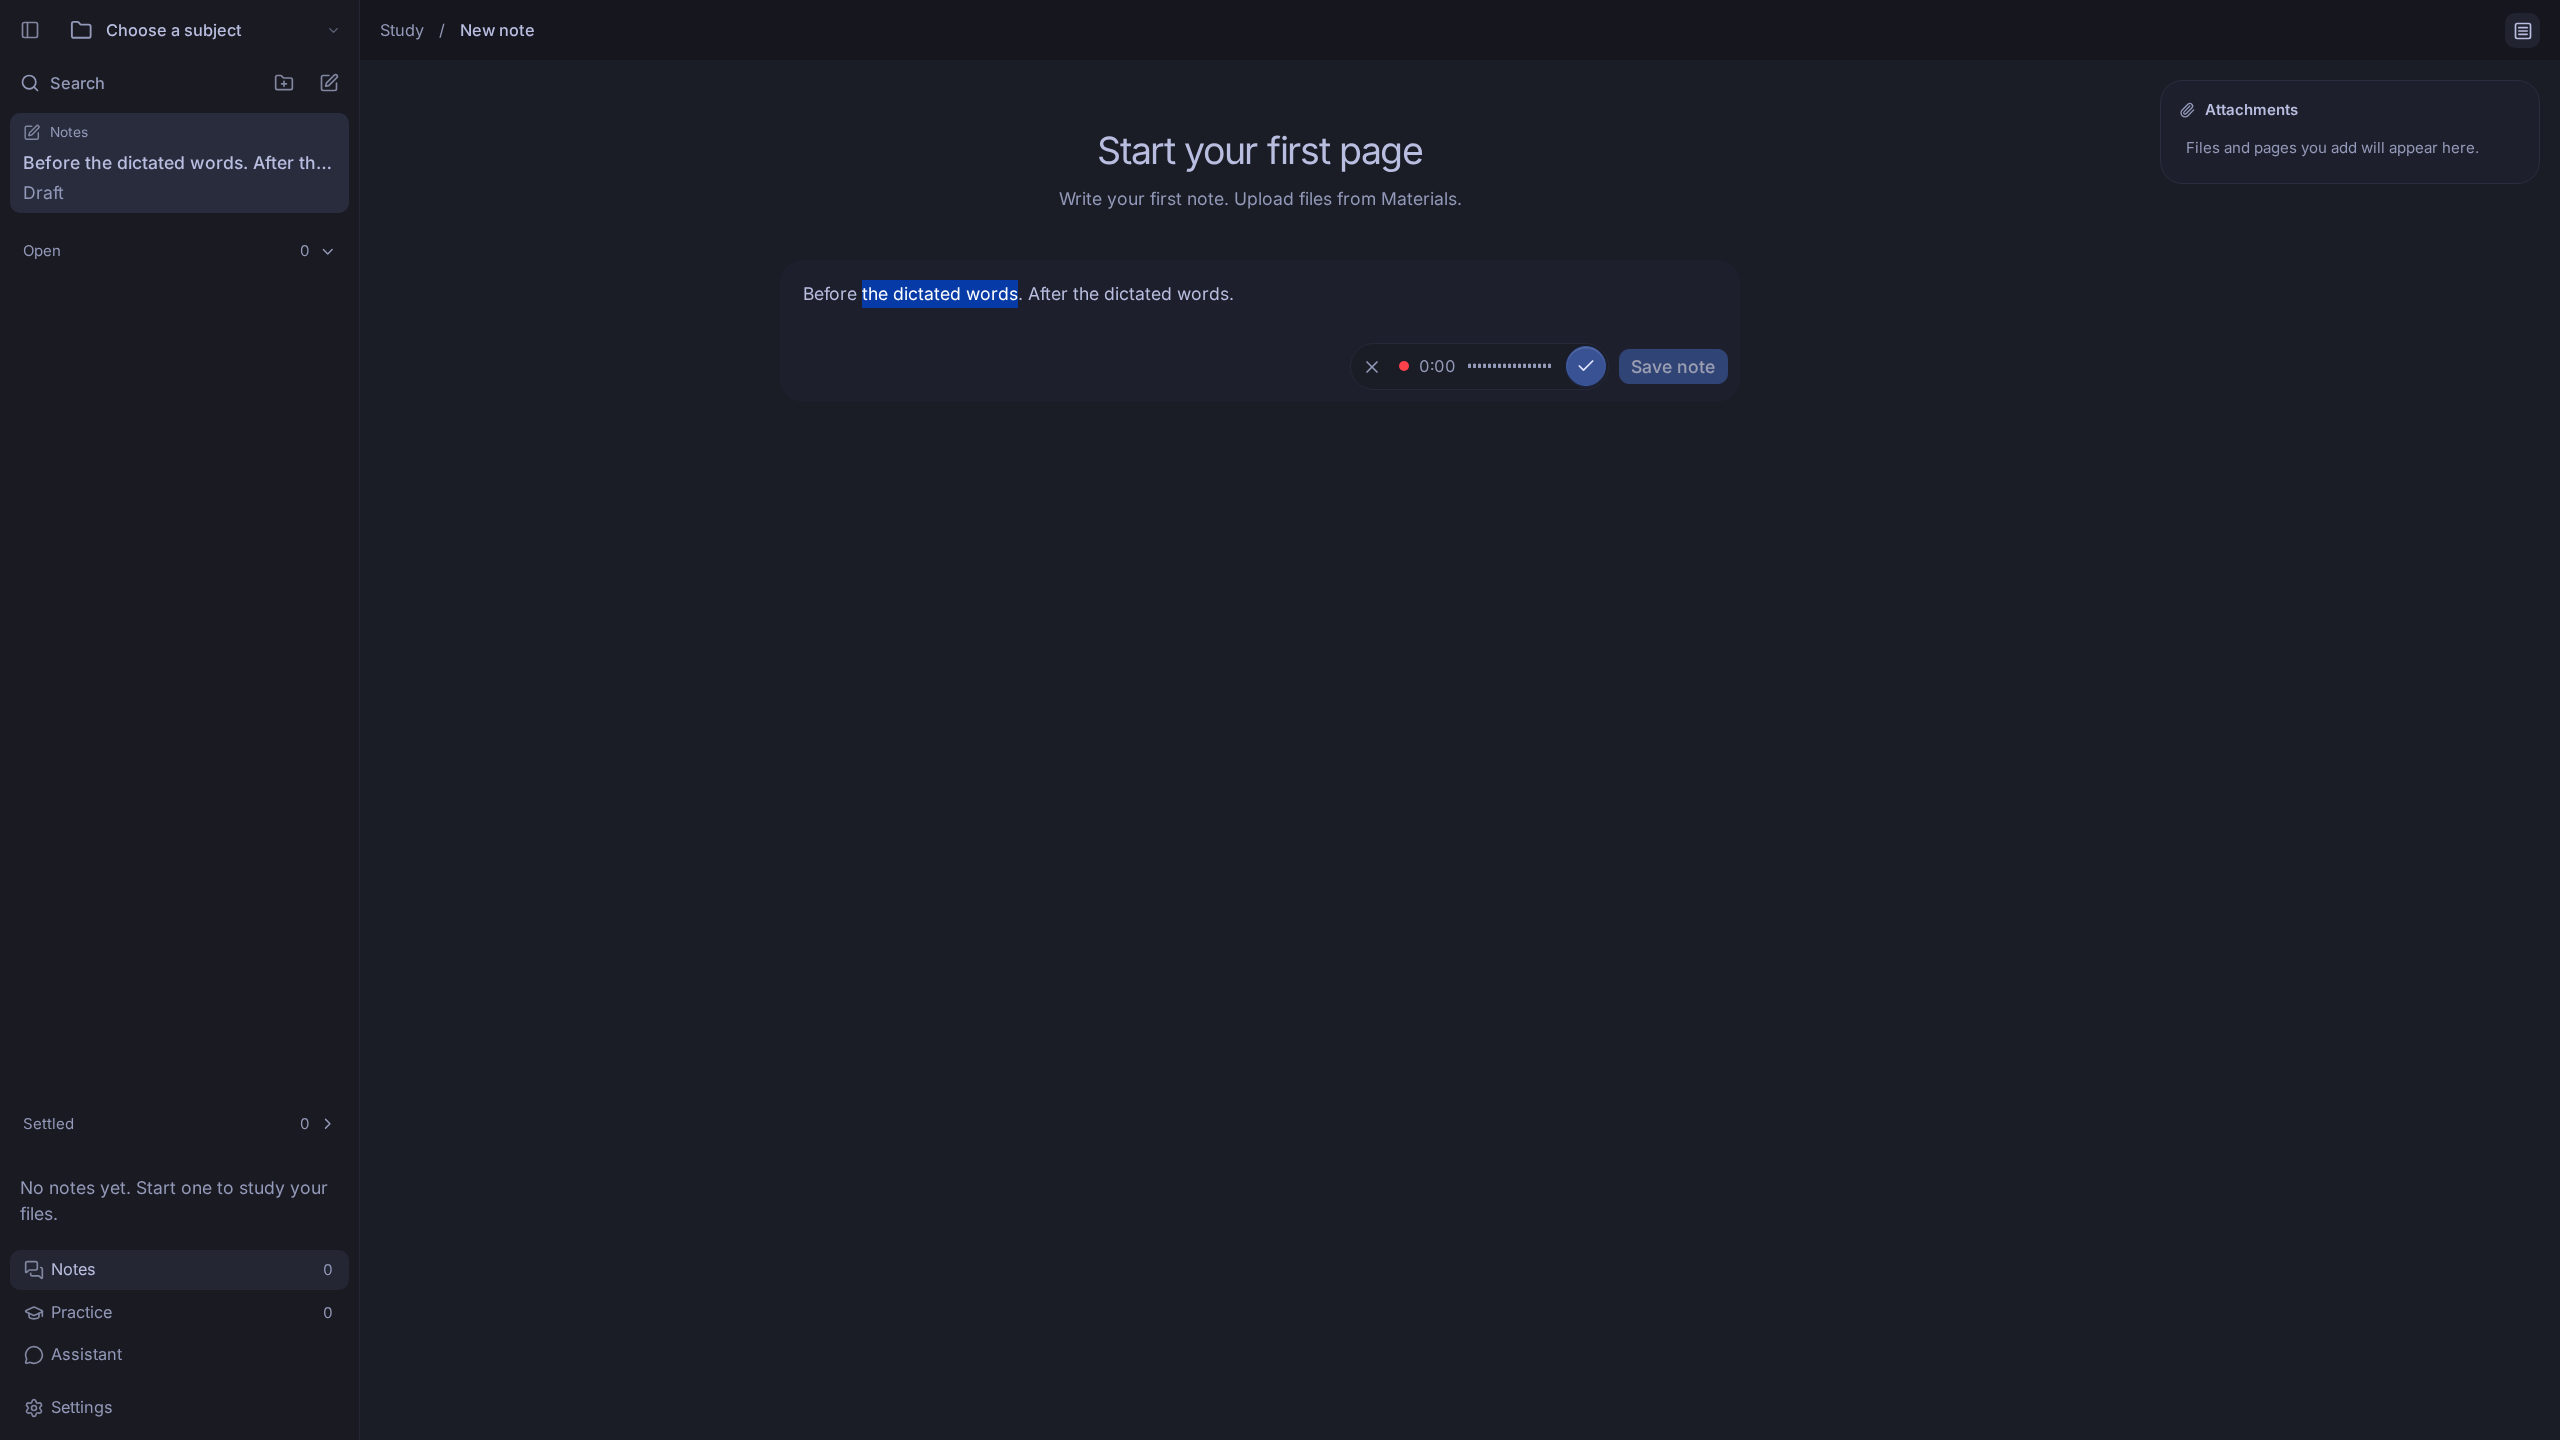 Choose a subject
Search
Notes
Before the dictated words. After th...
Draft
Open 0
Settled 0
No notes yet. Start one to study your
files.
Notes 0
Practice 0
Assistant
Settings
Study / New note
Start your first page
Write your first note. Upload files from Materials.
Before the dictated words. After the dictated words.
0:00
Save note
Attachments
Files and pages you add will appear here.